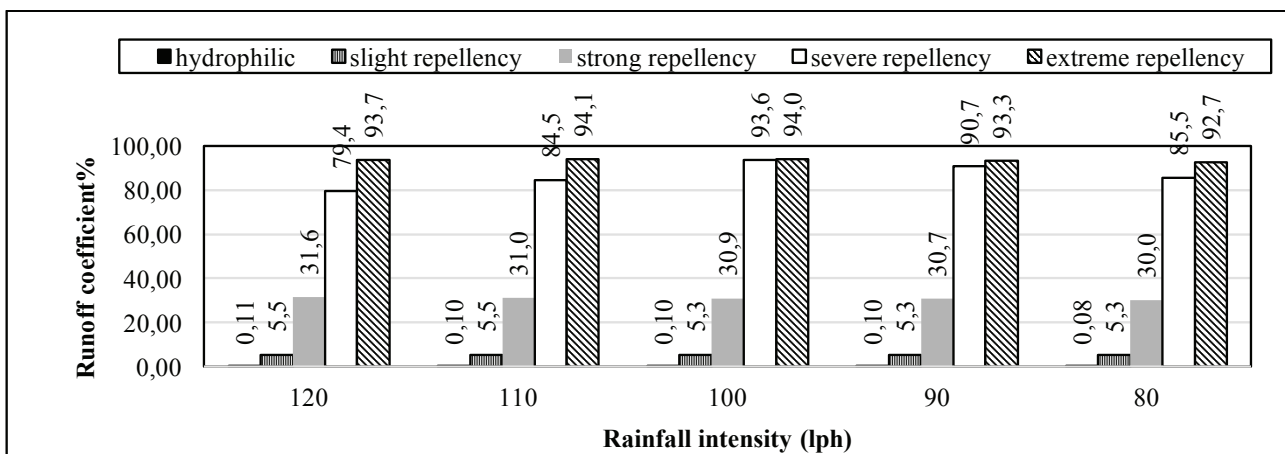 hydrophilic slight repellency strong repellency severe repellency extreme repellency
Runoff coefficient%
100,00
80,00
60,00
40,00
20,00
0,00
0,11 5,5 31,6 79,4 93,7
0,10 5,5 31,0 84,5 94,1
0,10 5,3 30,9 93,6 94,0
0,10 5,3 30,7 90,7 93,3
0,08 5,3 30,0 85,5 92,7
120 110 100 90 80
Rainfall intensity (lph)